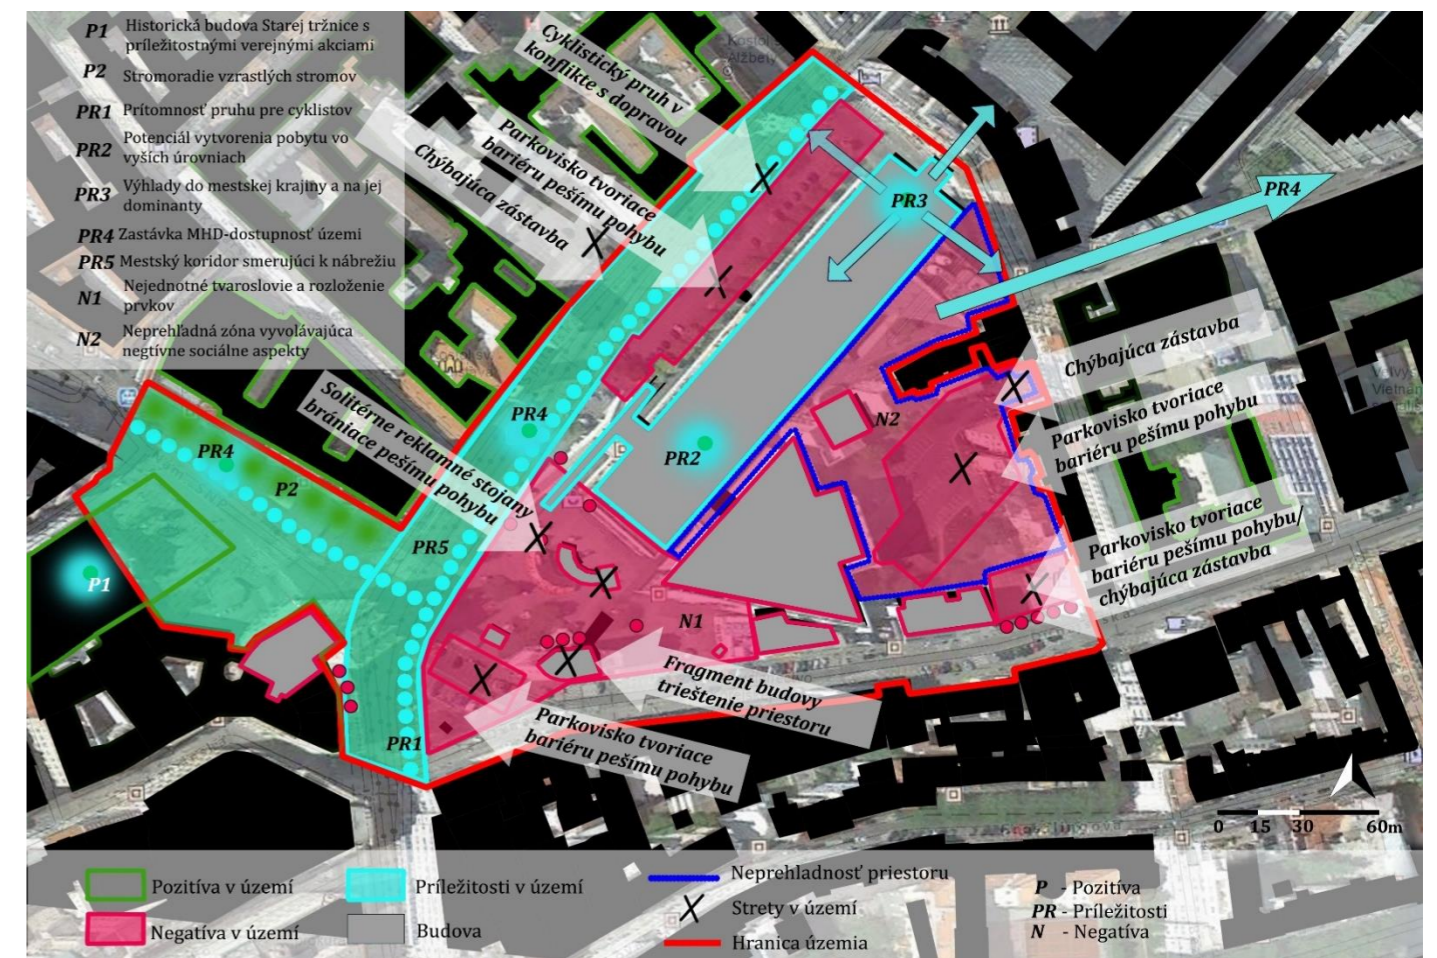 P1 Historická budova Starej tržnice s
príležitostnými verejnými akciami
P2 Stromoradie vzrastlých stromov
PR1 Prítomnosť pruhu pre cyklistov
PR2 Potenciál vytvorenia pobytu vo
vyších úrovniach
PR3 Výhlady do mestskej krajiny a na jej
dominanty
PR4 Zastávka MHD-dostupnosť územi
PR5 Mestský koridor smerujúci k nábrežiu
N1 Nejednotné tvaroslovie a rozloženie
prvkov
N2 Neprehľadná zóna vyvolávajúca
negtívne sociálne aspekty
Cyklistický pruh v
konflikte s dopravou
Parkovisko tvoriace
bariéru pešímu pohybu
Chýbajúca zástavba
Alžbety
PR3
PR4
Chýbajúca zástavba
Parkovisko tvoriace
bariéru pešímu pohybu
Parkovisko tvoriace
bariéru pešímu pohybu/
chýbajúca zástavba
Solitérne reklamné stojany
brániace pešímu pohybu
PR4
N2
PR2
PR4
P2
PR5
P1
N1
Fragment budovy
trieštenie priestoru
PR1
Parkovisko tvoriace
bariéru pešímu pohybu
0 15 30 60m
Pozitíva v území
Negatíva v území
Príležitosti v území
Budova
Neprehladnosť priestoru
Strety v území
Hranica územia
P - Pozitíva
PR - Príležitosti
N - Negatíva